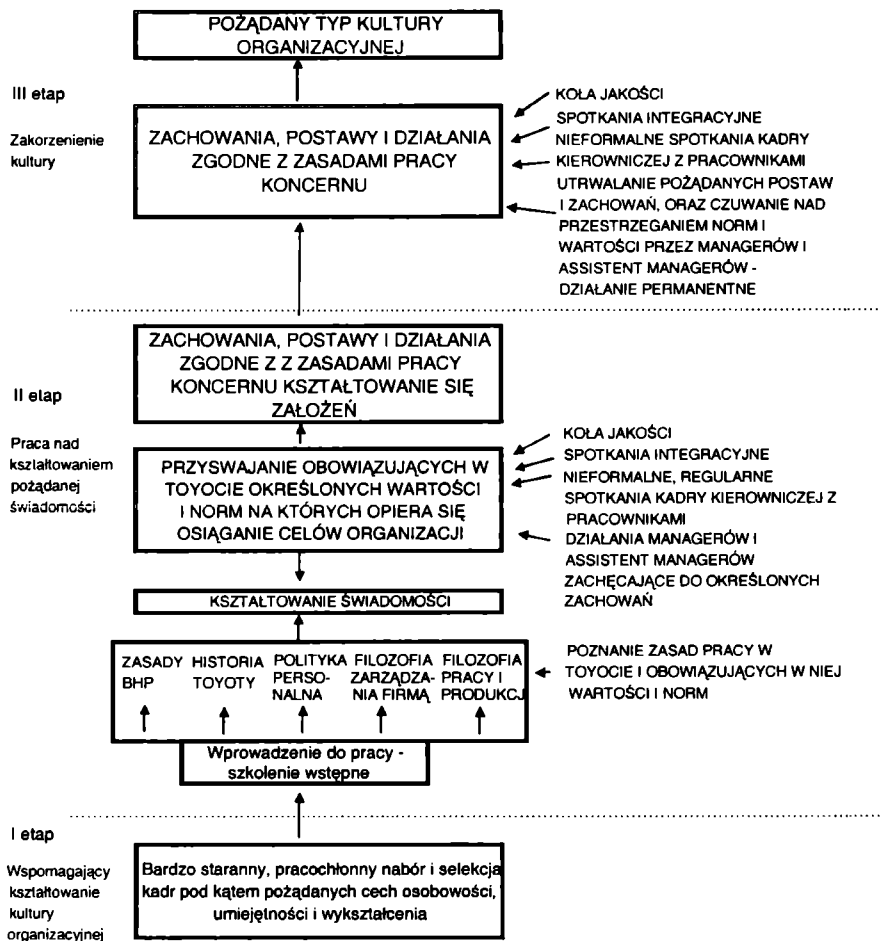 POŻĄDANY TYP KULTURY
ORGANIZACYJNEJ
III etap
Zakorzenienie
kultury
ZACHOWANIA, POSTAWY I DZIAŁANIA
ZGODNE Z ZASADAMI PRACY
KONCERNU
KOŁA JAKOŚCI
SPOTKANIA INTEGRACYJNE
NIEFORMALNE SPOTKANIA KADRY
KIEROWNICZEJ Z PRACOWNIKAMI
UTRWALANIE POŻĄDANYCH POSTAW
I ZACHOWAŃ, ORAZ CZUWANIE NAD
PRZESTRZEGANIEM NORM I
WARTOŚCI PRZEZ MANAGERÓW I
ASSISTENT MANAGERÓW -
DZIAŁANIE PERMANENTNE
II etap
Praca nad
kształtowaniem
pożądanej
świadomości
ZACHOWANIA, POSTAWY I DZIAŁANIA
ZGODNE Z Z ZASADAMI PRACY
KONCERNU KSZTAŁTOWANIE SIĘ
ZAŁOŻEŃ
PRZYSWAJANIE OBOWIĄZUJĄCYCH W
TOYOCIE OKREŚLONYCH WARTOŚCI
I NORM NA KTÓRYCH OPIERA SIĘ
OSIĄGANIE CELÓW ORGANIZACJI
KOŁA JAKOŚCI
SPOTKANIA INTEGRACYJNE
NIEFORMALNE, REGULARNE
SPOTKANIA KADRY KIEROWNICZEJ Z
PRACOWNIKAMI
DZIAŁANIA MANAGERÓW I
ASSISTENT MANAGERÓW
ZACHĘCAJĄCE DO OKREŚLONYCH
ZACHOWAŃ
KSZTAŁTOWANIE ŚWIADOMOŚCI
ZASADY
BHP
HISTORIA
TOYOTY
POLITYKA
PERSO-
NALNA
FILOZOFIA
ZARZĄDZA-
NIA FIRMĄ
FILOZOFIA
PRACY I
PRODUKCJ
POZNANIE ZASAD PRACY W
TOYOCIE I OBOWIĄZUJĄCYCH W NIEJ
WARTOŚCI I NORM
Wprowadzenie do pracy -
szkolenie wstępne
I etap
Wspomagający
kształtowanie
kultury
organizacyjnej
Bardzo staranny, pracochłonny nabór i selekcja
kadr pod kątem pożądanych cech osobowości,
umiejętności i wykształcenia